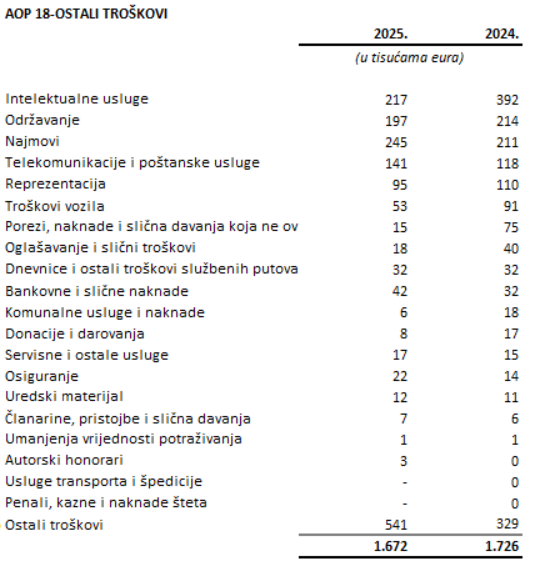 AOP 18-OSTALI TROŠKOVI
2025. 2024.
(u tisućama eura)
Intelektualne usluge 217 392
Održavanje 197 214
Najmovi 245 211
Telekomunikacije i poštanske usluge 141 118
Reprezentacija 95 110
Troškovi vozila 53 91
Porezi, naknade i slična davanja koja ne ov 15 75
Oglašavanje i slični troškovi 18 40
Dnevnice i ostali troškovi službenih putova 32 32
Bankovne i slične naknade 42 32
Komunalne usluge i naknade 6 18
Donacije i darovanja 8 17
Servisne i ostale usluge 17 15
Osiguranje 22 14
Uredski materijal 12 11
Članarine, pristojbe i slična davanja 7 6
Umanjenja vrijednosti potraživanja 1 1
Autorski honorari 3 0
Usluge transporta i špedicije - 0
Penali, kazne i naknade šteta - 0
Ostali troškovi 541 329
1.672 1.726